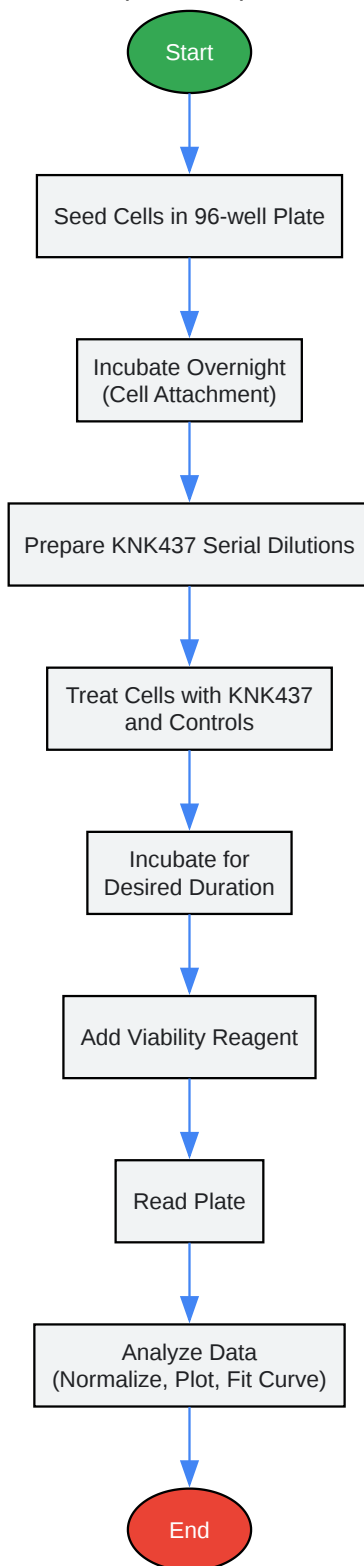 Start
Seed Cells in 96-well Plate
Incubate Overnight
(Cell Attachment)
Prepare KNK437 Serial Dilutions
Treat Cells with KNK437
and Controls
Incubate for
Desired Duration
Add Viability Reagent
Read Plate
Analyze Data
(Normalize, Plot, Fit Curve)
End